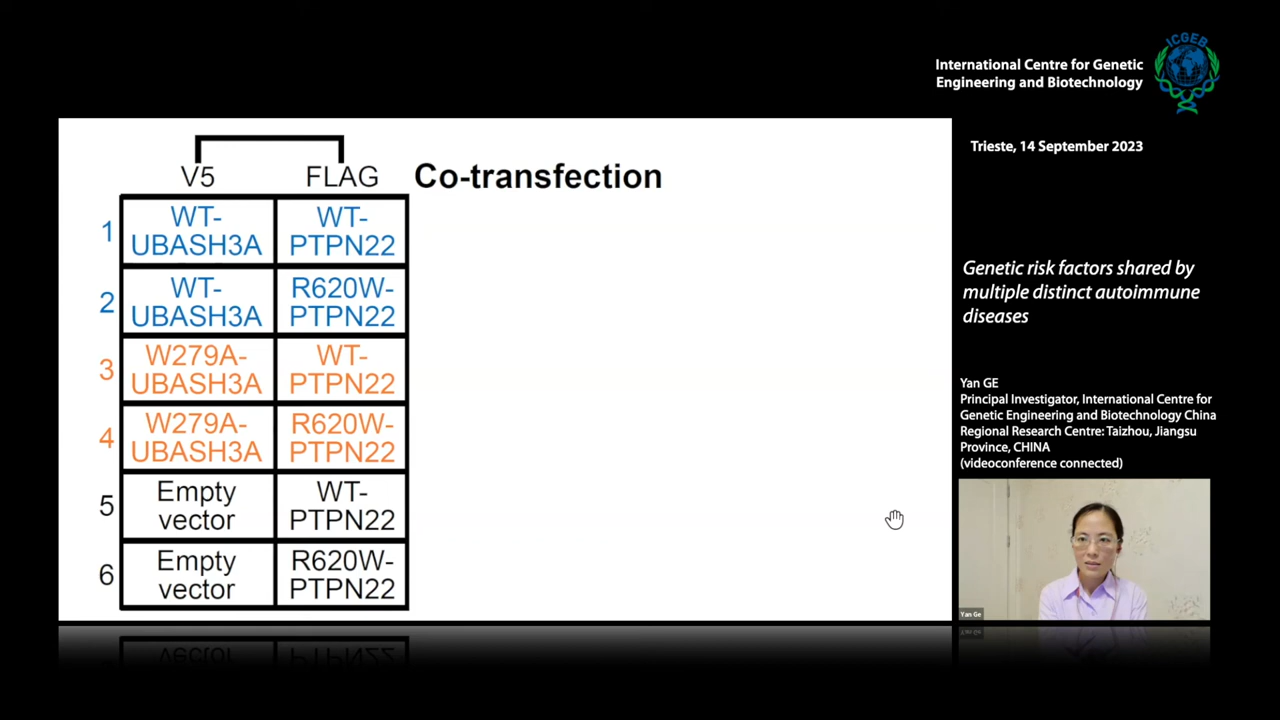 ICGEB
International Centre for Genetic
Engineering and Biotechnology
Trieste, 14 September 2023
V5 FLAG Co-transfection
1 WT-UBASH3A WT-PTPN22
2 WT-UBASH3A R620W-PTPN22
3 W279A-UBASH3A WT-PTPN22
4 W279A-UBASH3A R620W-PTPN22
5 Empty vector WT-PTPN22
6 Empty vector R620W-PTPN22
Genetic risk factors shared by
multiple distinct autoimmune
diseases
Yan GE
Principal Investigator, International Centre for
Genetic Engineering and Biotechnology China
Regional Research Centre: Taizhou, Jiangsu
Province, CHINA
(videoconference connected)
Yan Ge